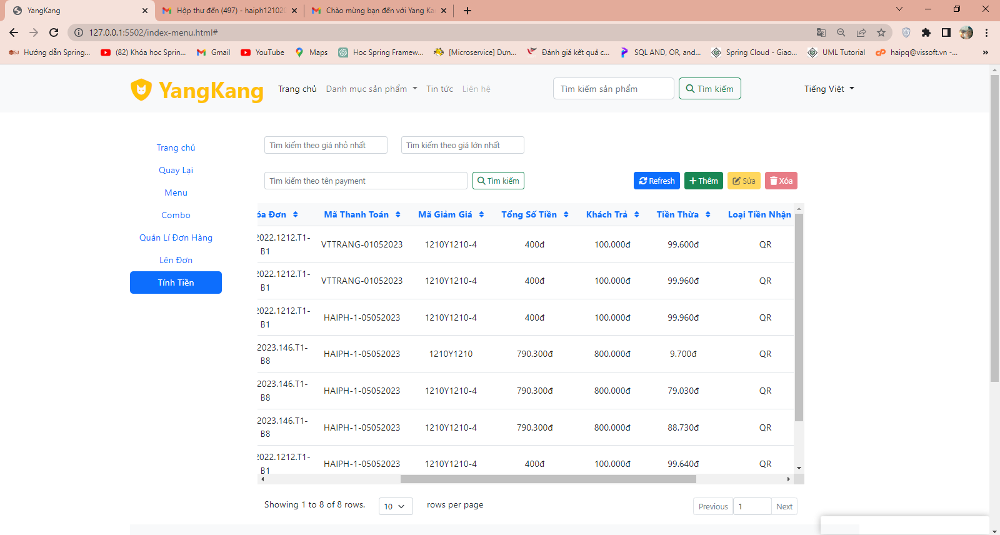 YangKang
Hộp thư đến (497) - haiph121020
Chào mừng bạn đến với Yang Ka
127.0.0.1:5502/index-menu.html#
Hướng dẫn Spring...
(82) Khóa học Sprin...
Gmail
YouTube
Maps
Hoc Spring Framew...
[Microservice] Dựn...
Đánh giá kết quả c...
SQL AND, OR, and...
Spring Cloud - Giao...
UML Tutorial
haipq@vissoft.vn -...
YangKang
Trang chủ
Danh mục sản phẩm
Tin tức
Liên hệ
Tìm kiếm sản phẩm
Tìm kiếm
Tiếng Việt
Trang chủ
Quay Lại
Menu
Combo
Quản Lí Đơn Hàng
Lên Đơn
Tính Tiền
Tìm kiếm theo giá nhỏ nhất
Tìm kiếm theo giá lớn nhất
Tìm kiếm theo tên payment
Tìm kiếm
Refresh
Thêm
Sửa
Xóa
óa Đơn Mã Thanh Toán Mã Giảm Giá Tổng Số Tiền Khách Trả Tiền Thừa Loại Tiền Nhận
2022.1212.T1-
B1 VTTRANG-01052023 1210Y1210-4 400đ 100.000đ 99.600đ QR
2022.1212.T1-
B1 VTTRANG-01052023 1210Y1210-4 400đ 100.000đ 99.960đ QR
2022.1212.T1-
B1 HAIPH-1-05052023 1210Y1210-4 400đ 100.000đ 99.960đ QR
2023.146.T1-
B8 HAIPH-1-05052023 1210Y1210 790.300đ 800.000đ 9.700đ QR
2023.146.T1-
B8 HAIPH-1-05052023 1210Y1210-4 790.300đ 800.000đ 79.030đ QR
2023.146.T1-
B8 HAIPH-1-05052023 1210Y1210-4 790.300đ 800.000đ 88.730đ QR
2022.1212.T1-
B1 HAIPH-1-05052023 1210Y1210-4 400đ 100.000đ 99.640đ QR
Showing 1 to 8 of 8 rows. 10 rows per page
Previous 1 Next